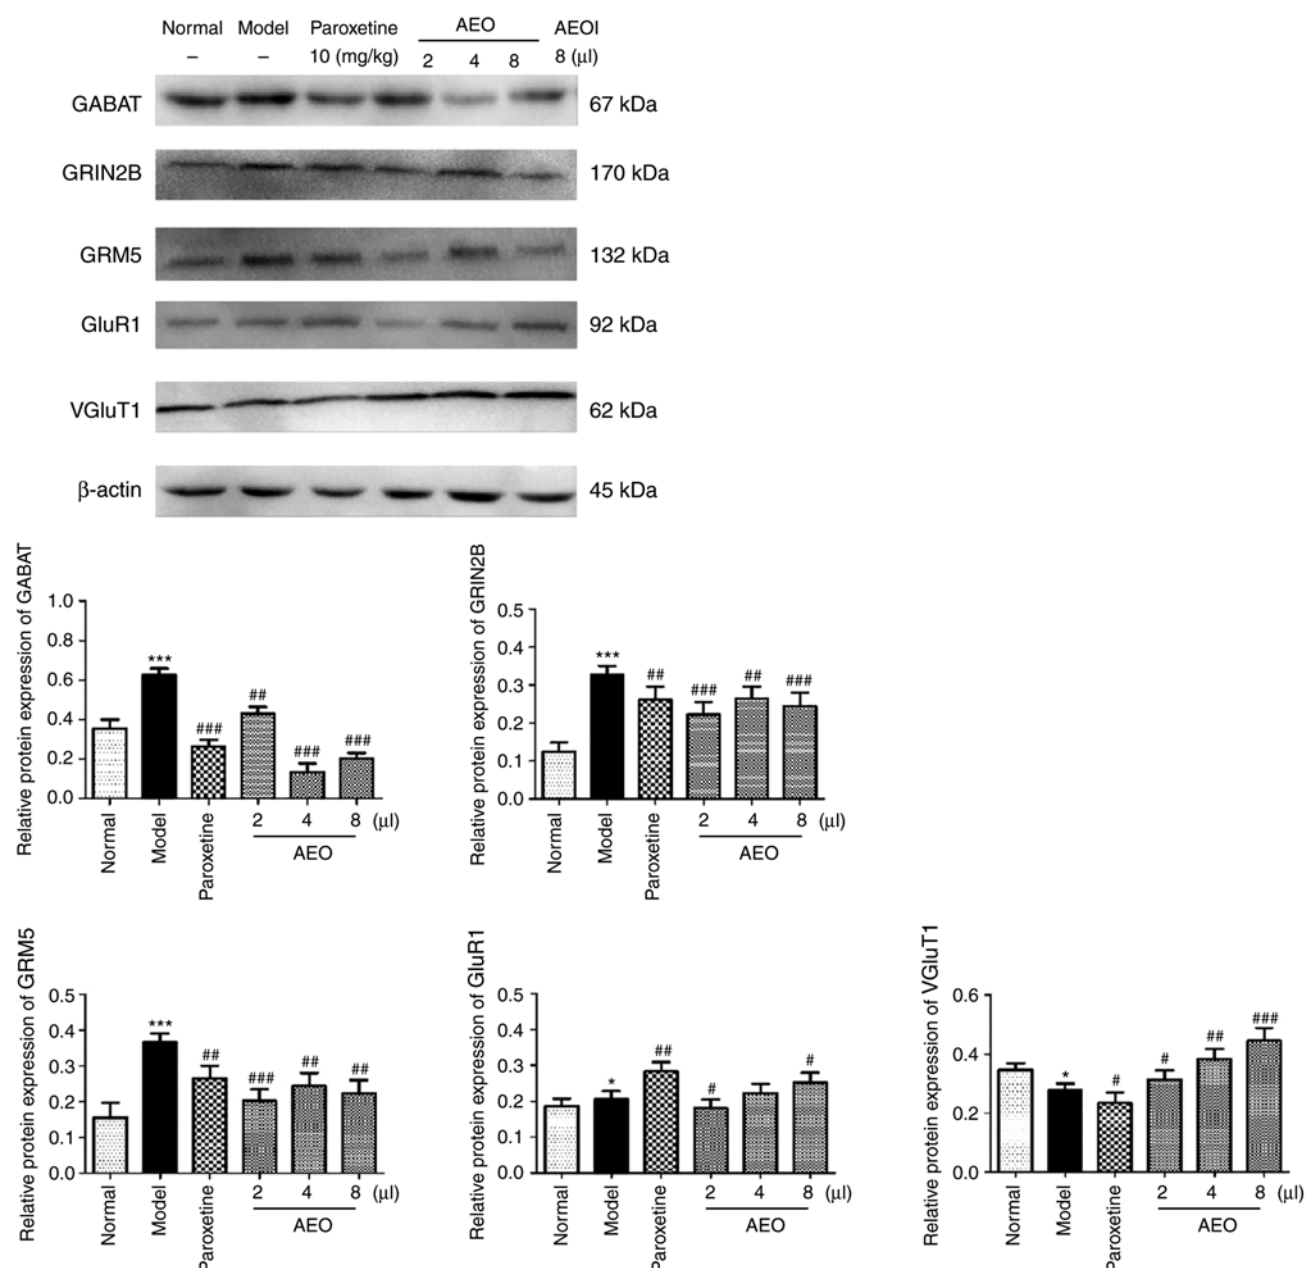 Normal Model Paroxetine AEO AEOI
– – 10 (mg/kg) 2 4 8 8 (µl)
GABAT 67 kDa
GRIN2B 170 kDa
GRM5 132 kDa
GluR1 92 kDa
VGluT1 62 kDa
β-actin 45 kDa
Relative protein expression of GABAT
1.0
0.8
0.6
0.4
0.2
0.0
***
###
##
###
###
Normal Model Paroxetine 2 4 8 (µl)
AEO
Relative protein expression of GRIN2B
0.5
0.4
0.3
0.2
0.1
0.0
***
##
###
##
###
Normal Model Paroxetine 2 4 8 (µl)
AEO
Relative protein expression of GRM5
0.5
0.4
0.3
0.2
0.1
0.0
***
##
###
##
##
Normal Model Paroxetine 2 4 8 (µl)
AEO
Relative protein expression of GluR1
0.5
0.4
0.3
0.2
0.1
0.0
*
##
#
#
Normal Model Paroxetine 2 4 8 (µl)
AEO
Relative protein expression of VGluT1
0.6
0.4
0.2
0.0
*
#
#
##
###
Normal Model Paroxetine 2 4 8 (µl)
AEO